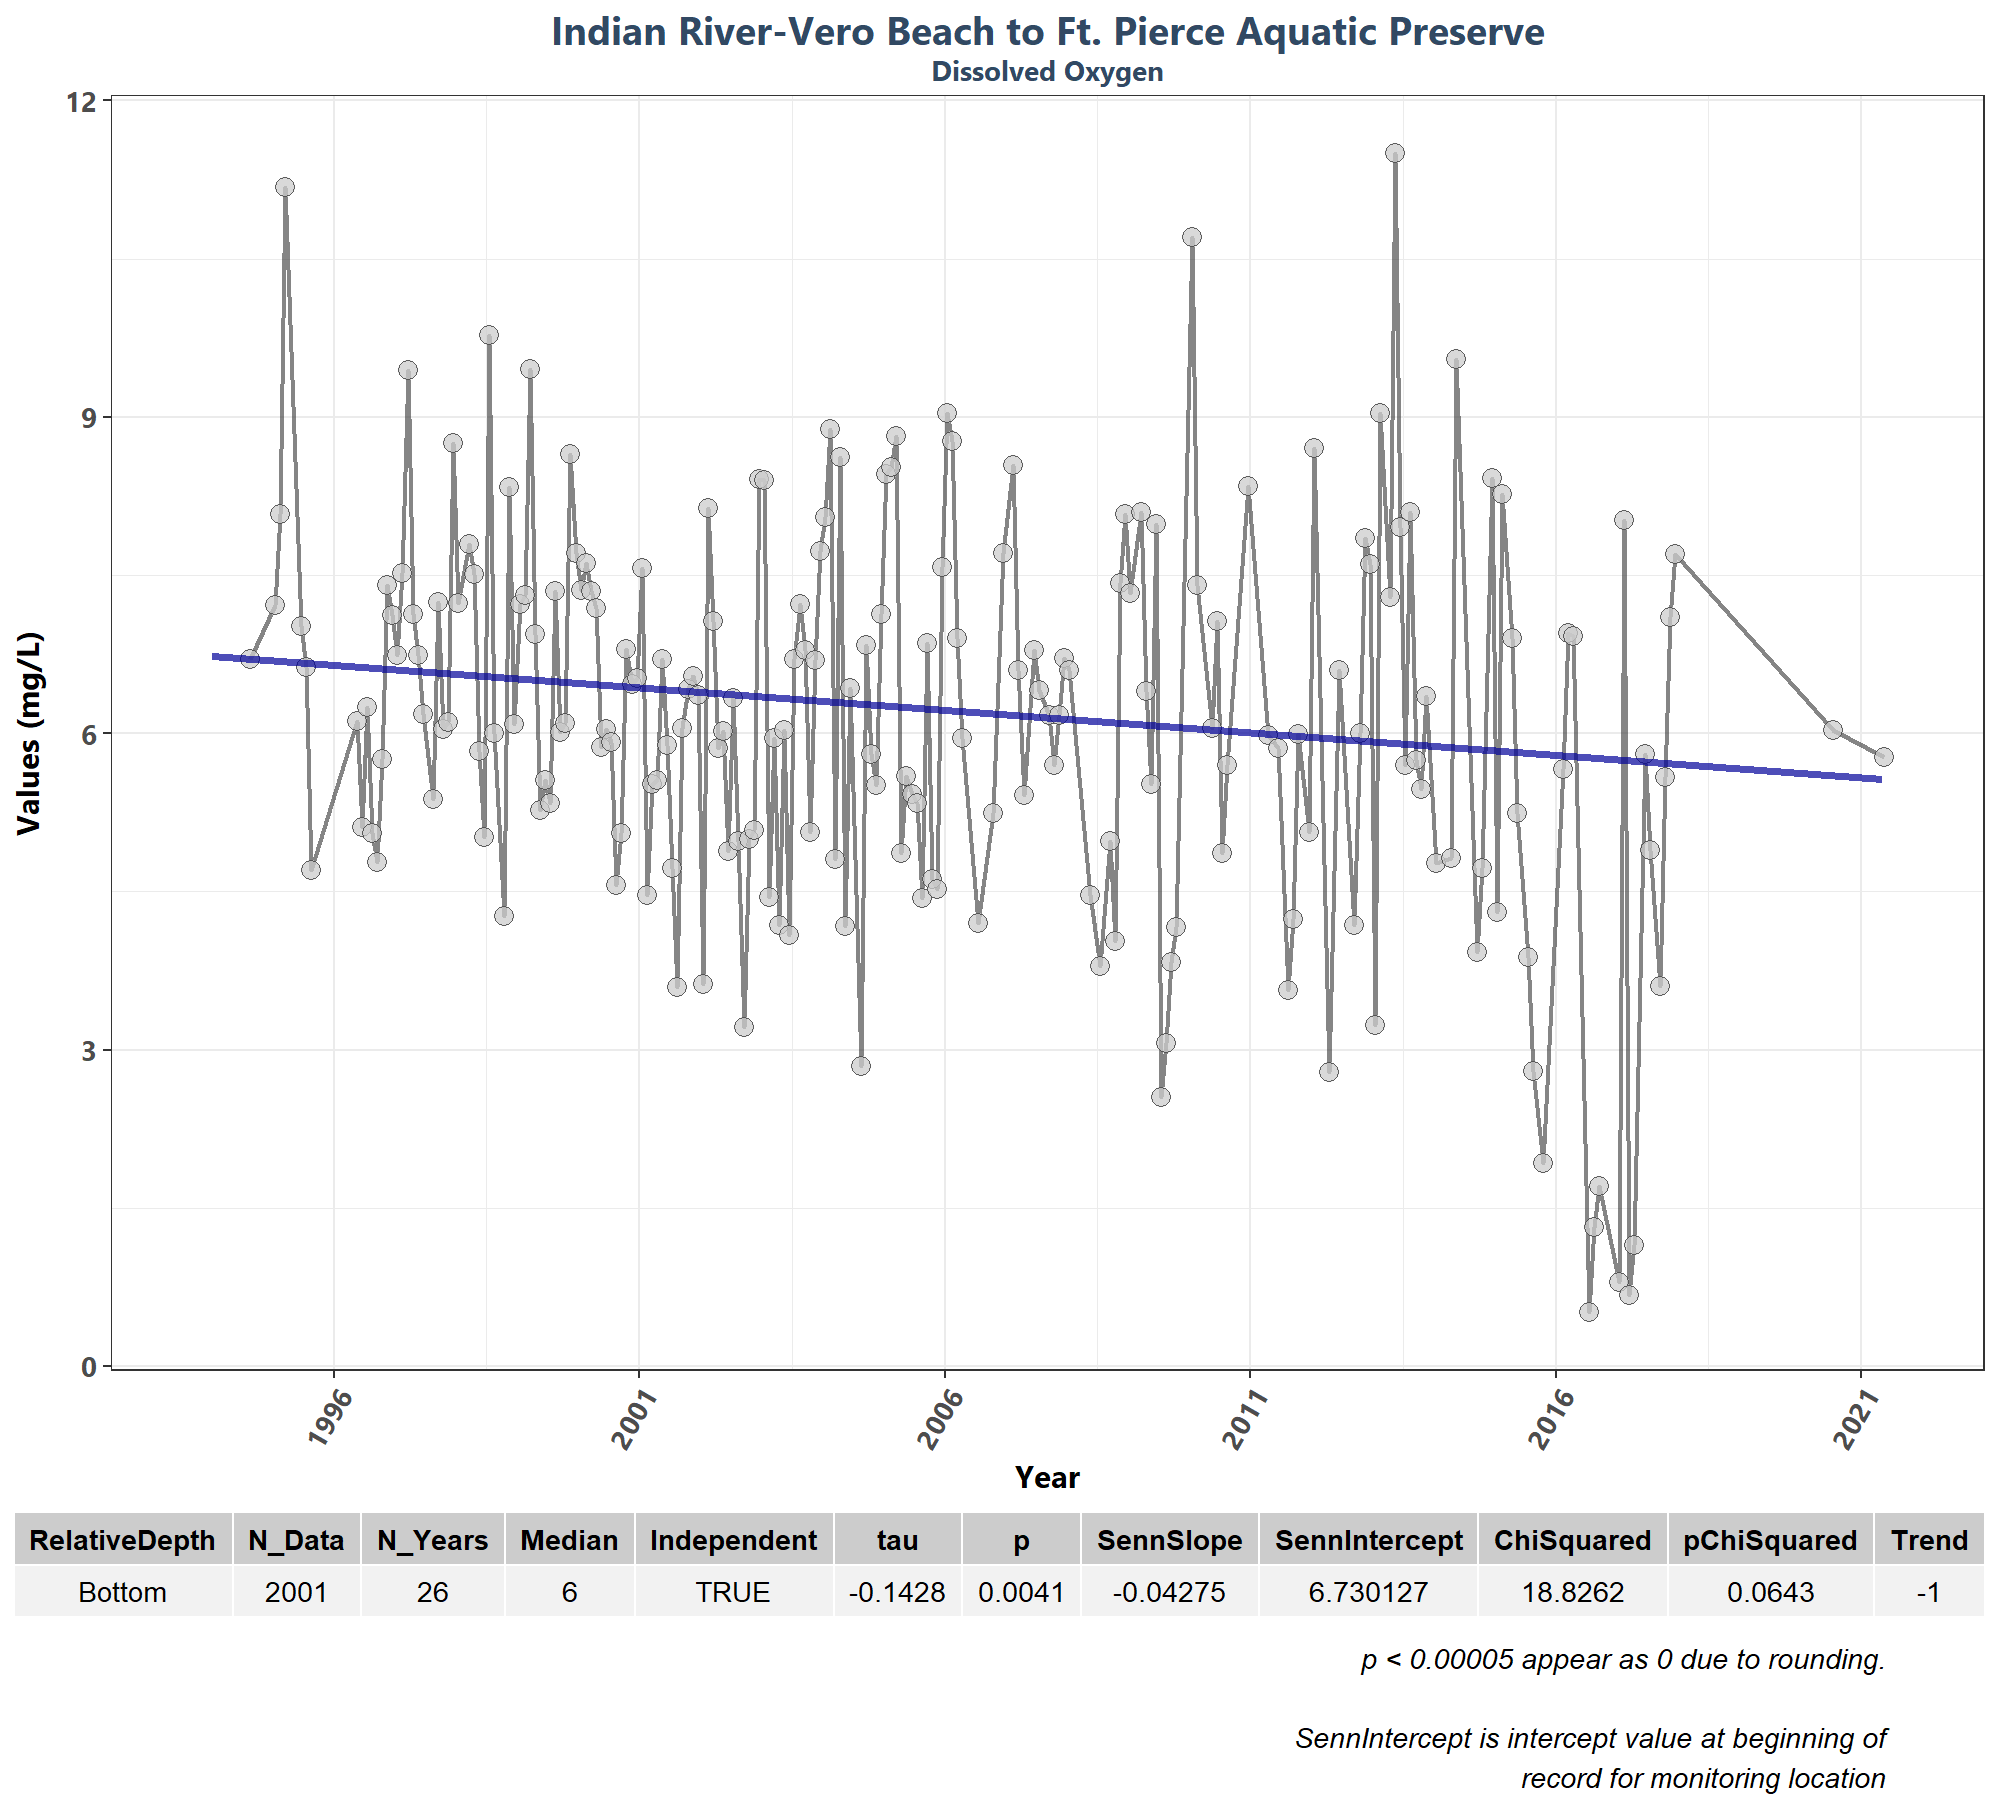 Indian River-Vero Beach to Ft. Pierce Aquatic Preserve
Dissolved Oxygen
12
9
6
3
0
Values (mg/L)
1996 2001 2006 2011 2016 2021
Year
RelativeDepth N_Data N_Years Median Independent tau p SennSlope SennIntercept ChiSquared pChiSquared Trend
Bottom 2001 26 6 TRUE -0.1428 0.0041 -0.04275 6.730127 18.8262 0.0643 -1
p < 0.00005 appear as 0 due to rounding.
SennIntercept is intercept value at beginning of
record for monitoring location